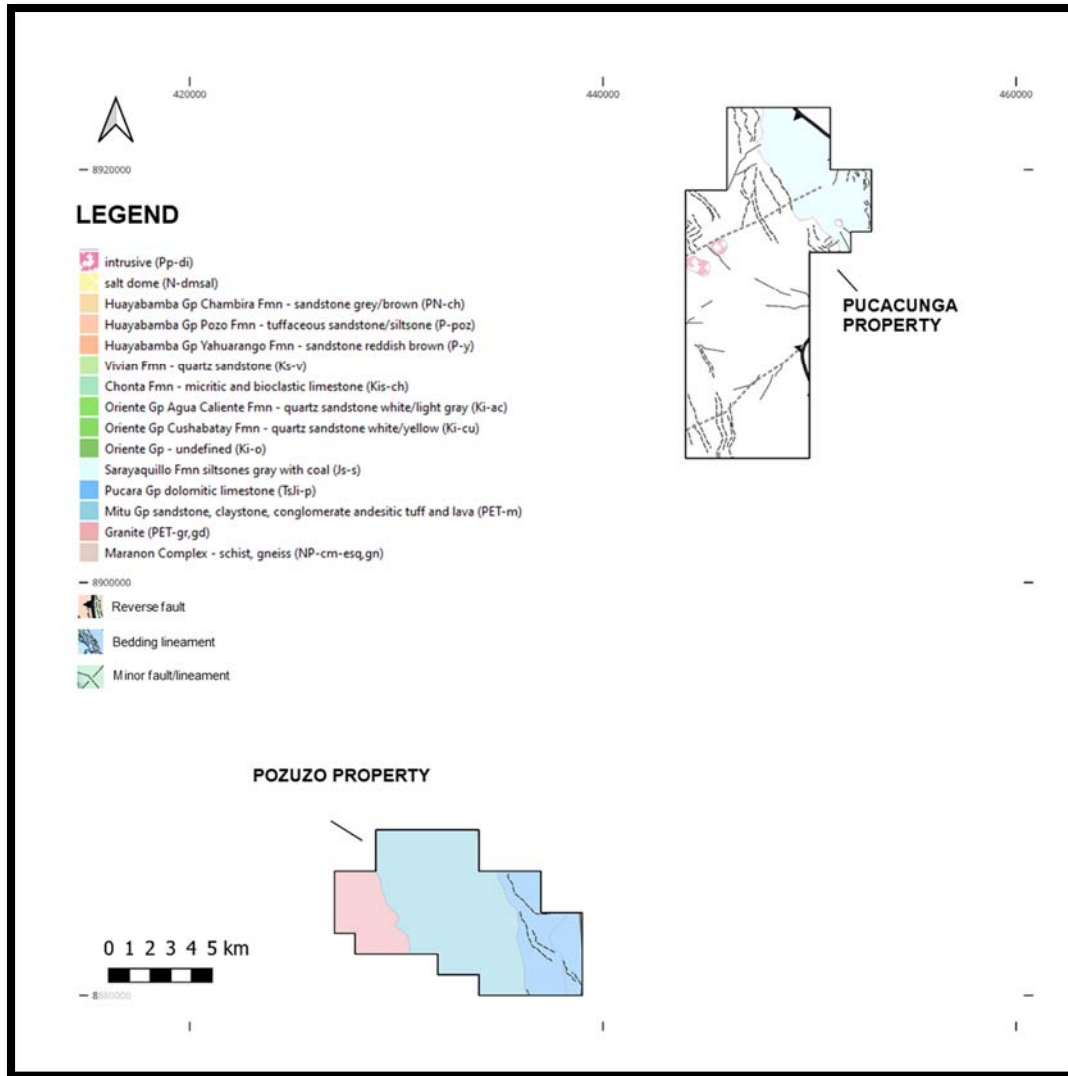 420000
440000
460000
8920000
LEGEND
intrusive (Pp-di)
salt dome (N-dmsal)
Huayabamba Gp Chambira Fmn - sandstone grey/brown (PN-ch)
Huayabamba Gp Pozo Fmn - tuffaceous sandstone/siltsone (P-poz)
Huayabamba Gp Yahuarango Fmn - sandstone reddish brown (P-y)
Vivian Fmn - quartz sandstone (Ks-v)
Chonta Fmn - micritic and bioclastic limestone (Kis-ch)
Oriente Gp Agua Caliente Fmn - quartz sandstone white/light gray (Ki-ac)
Oriente Gp Cushabatay Fmn - quartz sandstone white/yellow (Ki-cu)
Oriente Gp - undefined (Ki-o)
Sarayaquillo Fmn siltsones gray with coal (Js-s)
Pucara Gp dolomitic limestone (TsJi-p)
Mitu Gp sandstone, claystone, conglomerate andesitic tuff and lava (PET-m)
Granite (PET-gr,gd)
Maranon Complex - schist, gneiss (NP-cm-esq,gn)
PUCACUNGA
PROPERTY
8900000
Reverse fault
Bedding lineament
Minor fault/lineament
POZUZO PROPERTY
0 1 2 3 4 5 km
8880000